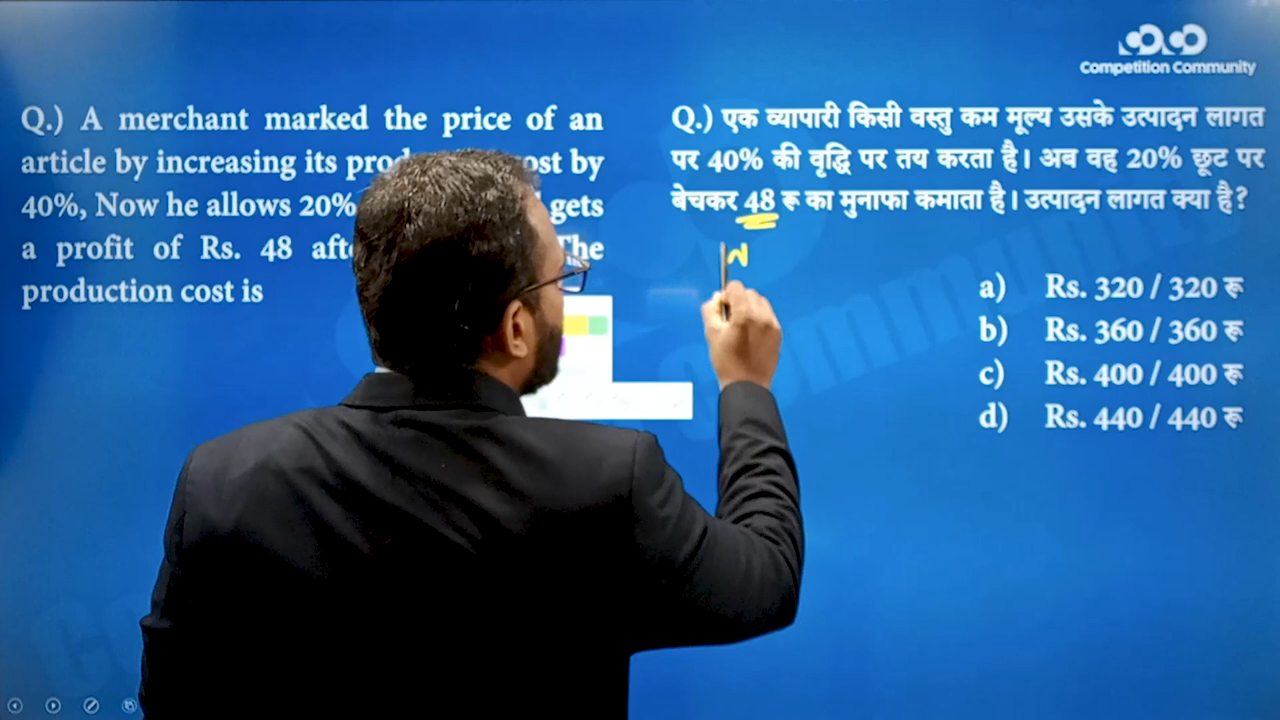 Competition Community
Q.) A merchant marked the price of an
article by increasing its by
40%, Now he allows 20% gets
a profit of Rs. 48 The
production cost is
Q.) एक व्यापारी किसी वस्तु कम मूल्य उसके उत्पादन लागत
पर 40% की वृद्धि पर तय करता है। अब वह 20% छूट पर
बेचकर 48 रू का मुनाफा कमाता है। उत्पादन लागत क्या है?
a) Rs. 320 / 320 रू
b) Rs. 360 / 360 रू
c) Rs. 400 / 400 रू
d) Rs. 440 / 440 रू